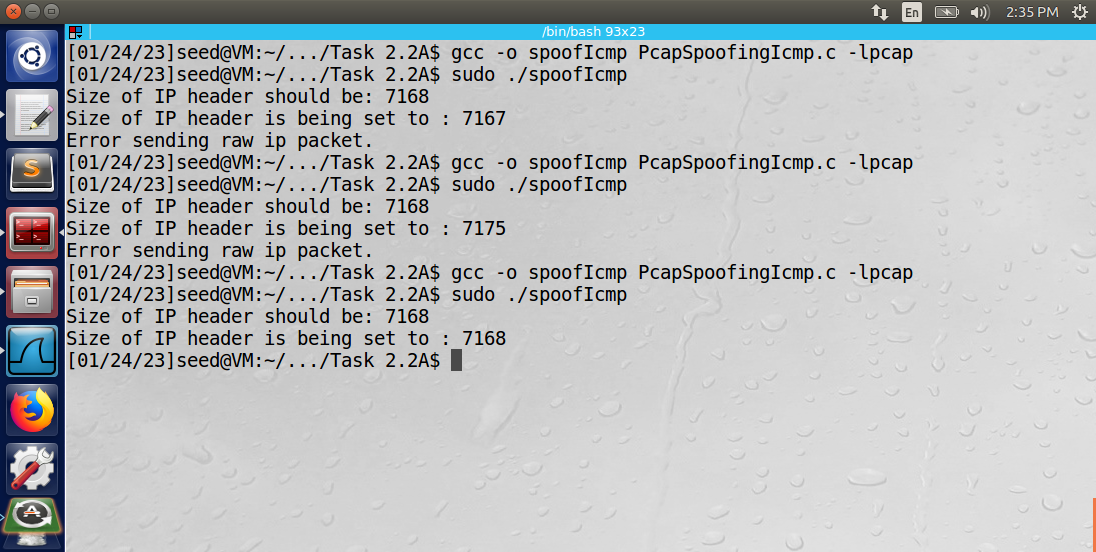 En
2:35 PM
/bin/bash 93x23
[01/24/23]seed@VM:~/.../Task 2.2A$ gcc -o spoofIcmp PcapSpoofingIcmp.c -lpcap
[01/24/23]seed@VM:~/.../Task 2.2A$ sudo ./spoofIcmp
Size of IP header should be: 7168
Size of IP header is being set to : 7167
Error sending raw ip packet.
[01/24/23]seed@VM:~/.../Task 2.2A$ gcc -o spoofIcmp PcapSpoofingIcmp.c -lpcap
[01/24/23]seed@VM:~/.../Task 2.2A$ sudo ./spoofIcmp
Size of IP header should be: 7168
Size of IP header is being set to : 7175
Error sending raw ip packet.
[01/24/23]seed@VM:~/.../Task 2.2A$ gcc -o spoofIcmp PcapSpoofingIcmp.c -lpcap
[01/24/23]seed@VM:~/.../Task 2.2A$ sudo ./spoofIcmp
Size of IP header should be: 7168
Size of IP header is being set to : 7168
[01/24/23]seed@VM:~/.../Task 2.2A$